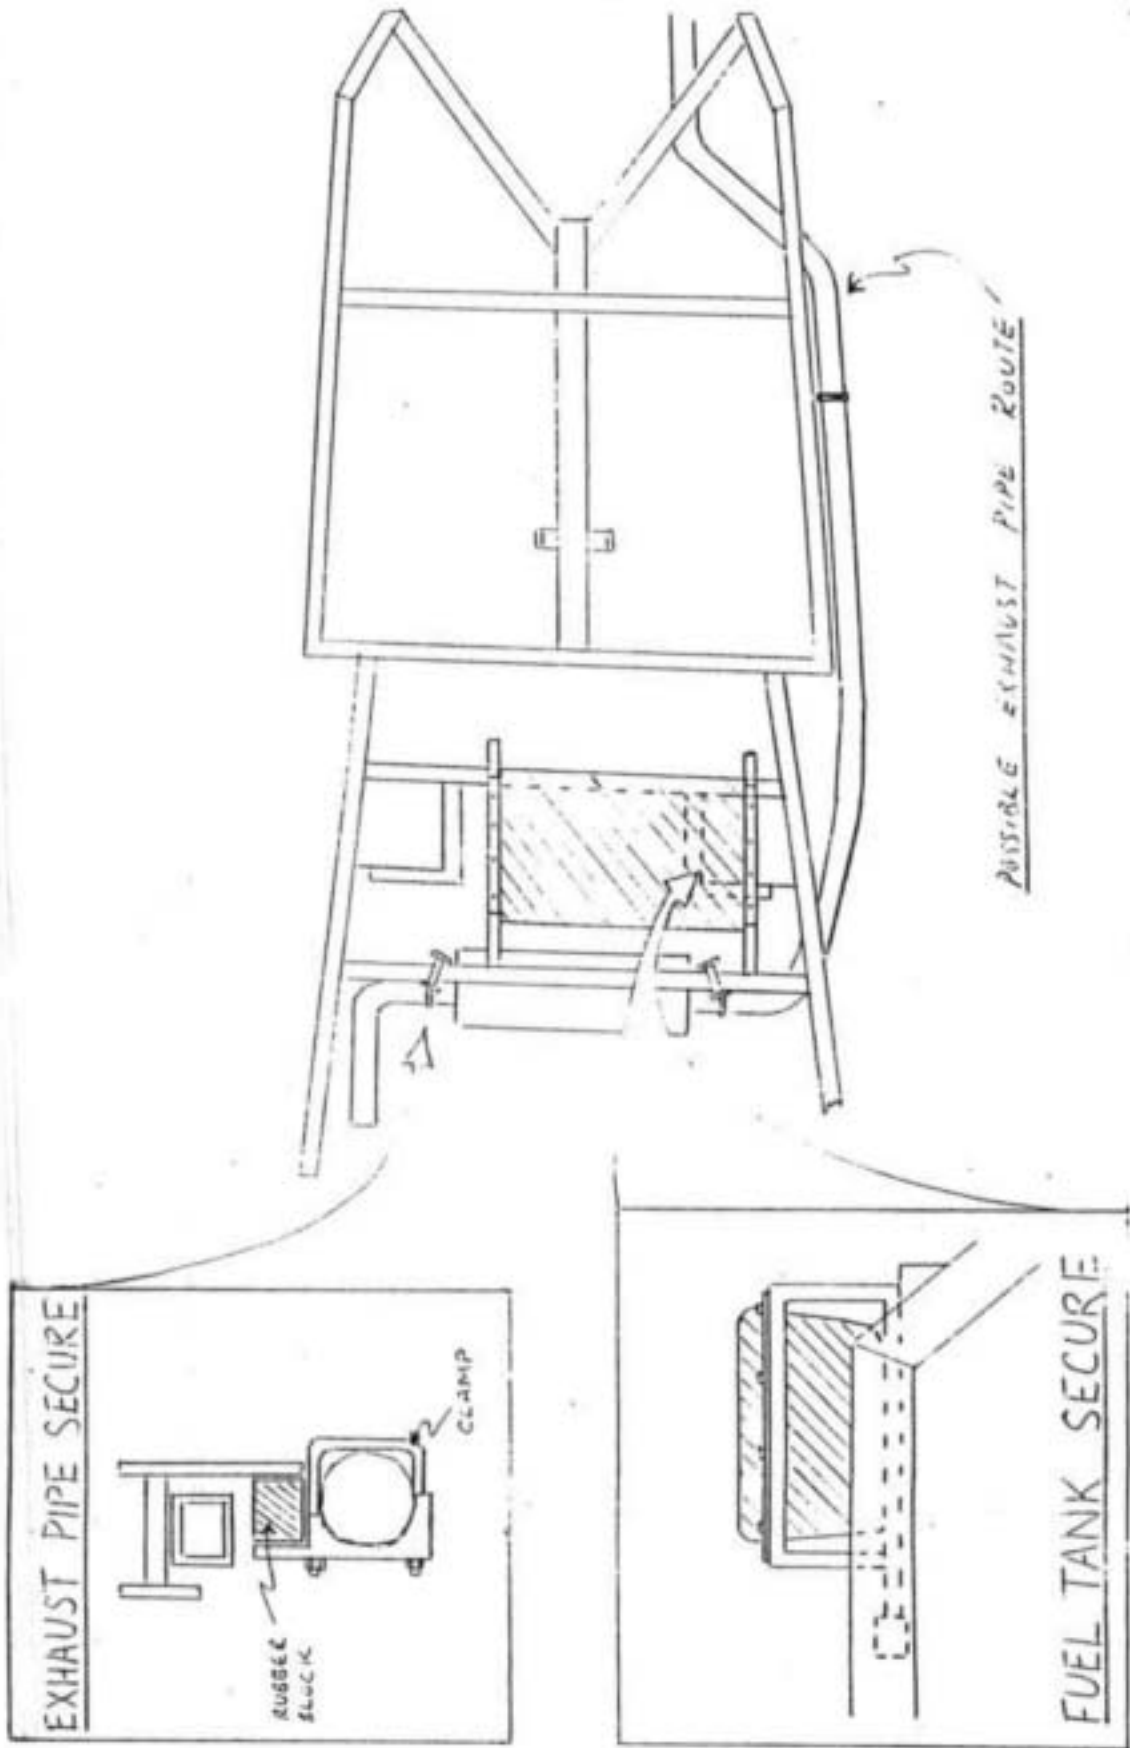 EXHAUST PIPE SECURE
RUBBER
BLOCK
CLAMP
POSSIBLE EXHAUST PIPE ROUTE
FUEL TANK SECURE